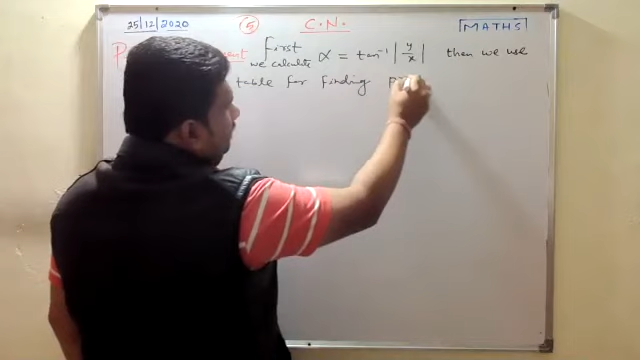 25/12/2020 5 C.N. MATHS
First we calculate α = tan⁻¹ |y/x| then we use
table for finding